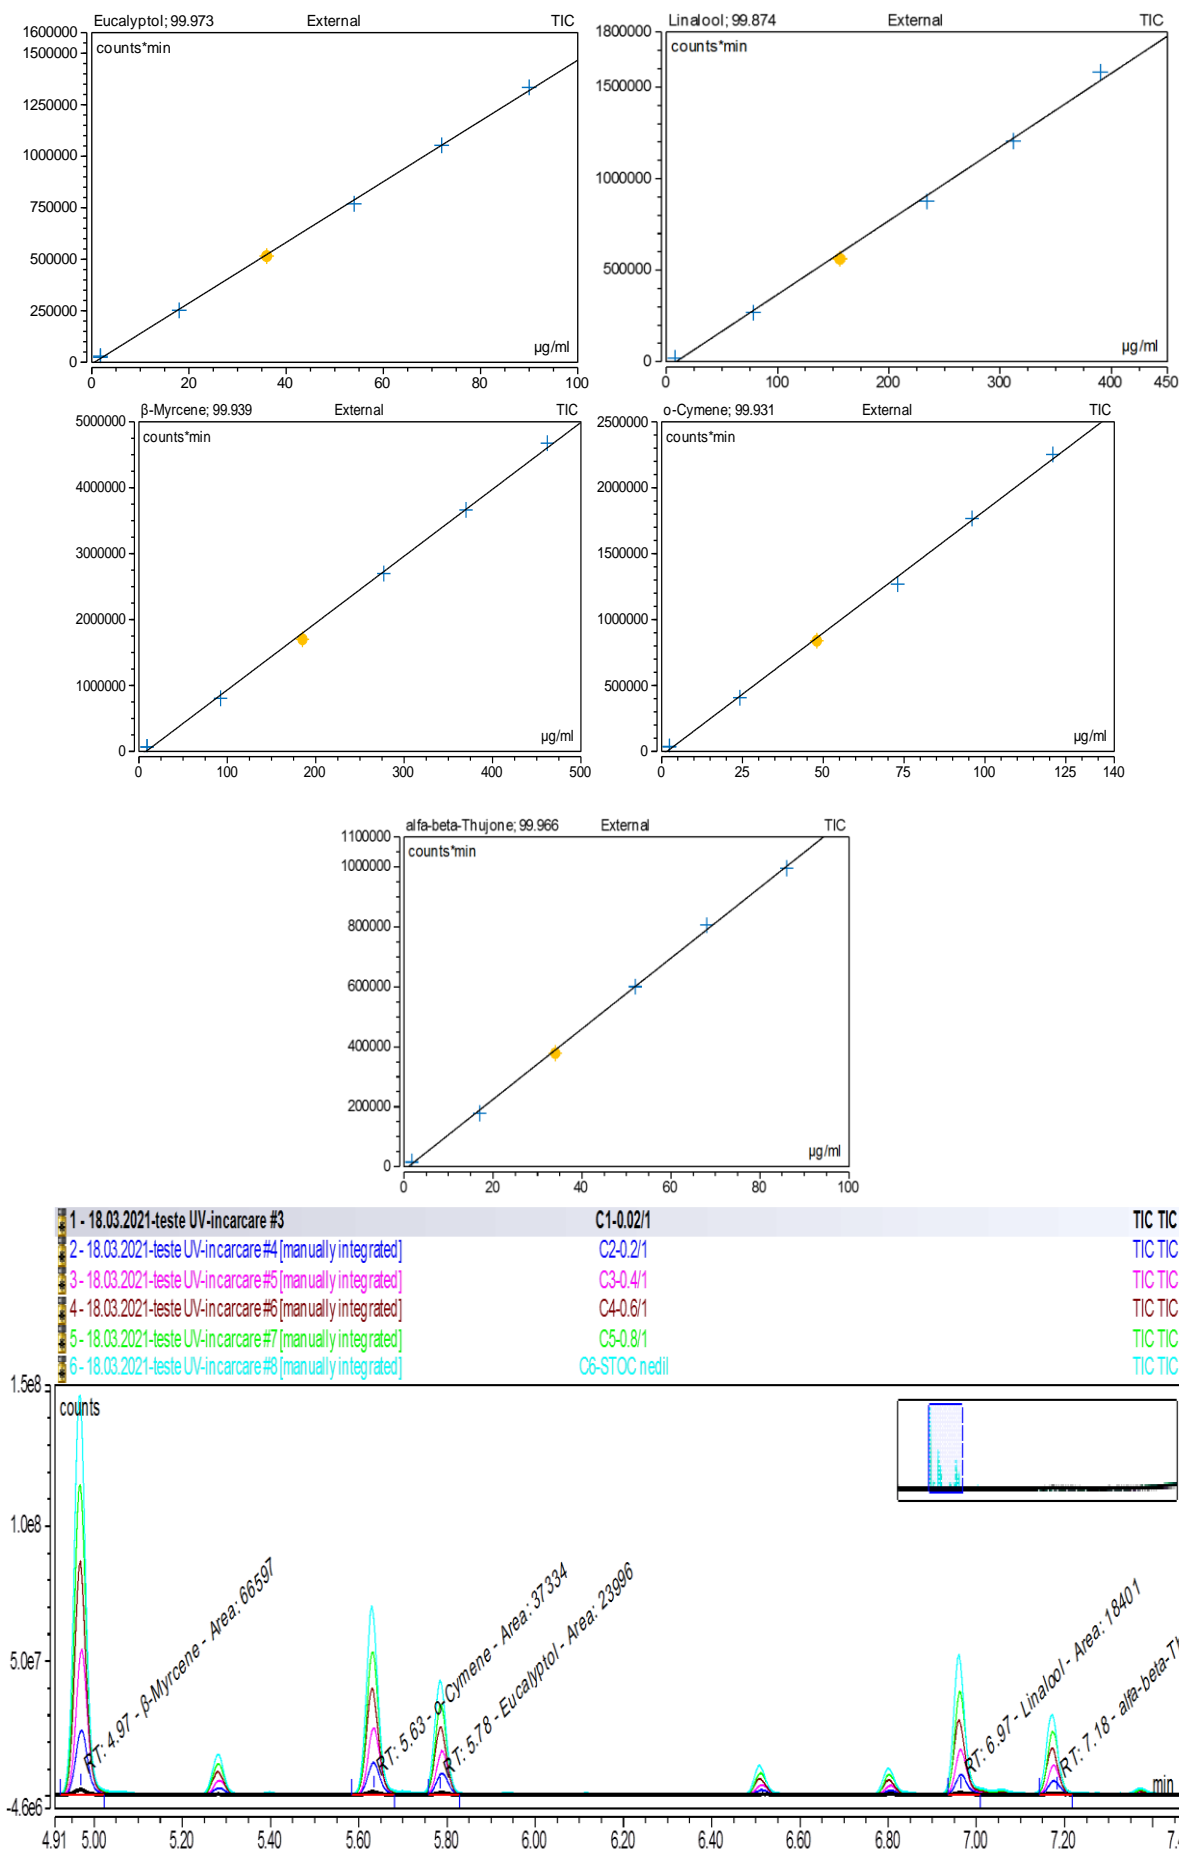 Eucalyptol; 99.973 External TIC
counts*min
1600000
1500000
1250000
1000000
750000
500000
250000
0
µg/ml
0 20 40 60 80 100
Linalool; 99.874 External TIC
counts*min
1800000
1500000
1000000
500000
0
µg/ml
0 100 200 300 400 450
β-Myrcene; 99.939 External TIC
counts*min
5000000
4000000
3000000
2000000
1000000
0
µg/ml
0 100 200 300 400 500
o-Cymene; 99.931 External TIC
counts*min
2500000
2000000
1500000
1000000
500000
0
µg/ml
0 25 50 75 100 125 140
alfa-beta-Thujone; 99.966 External TIC
counts*min
1100000
1000000
800000
600000
400000
200000
0
µg/ml
0 20 40 60 80 100
1 - 18.03.2021-teste UV-incarcare #3 C1-0.02/1 TIC TIC
2 - 18.03.2021-teste UV-incarcare #4 [manually integrated] C2-0.2/1 TIC TIC
3 - 18.03.2021-teste UV-incarcare #5 [manually integrated] C3-0.4/1 TIC TIC
4 - 18.03.2021-teste UV-incarcare #6 [manually integrated] C4-0.6/1 TIC TIC
5 - 18.03.2021-teste UV-incarcare #7 [manually integrated] C5-0.8/1 TIC TIC
6 - 18.03.2021-teste UV-incarcare #8 [manually integrated] C6-STOC nedil TIC TIC
counts
1.5e8
1.0e8
5.0e7
-4.6e6
RT: 4.97 - β-Myrcene - Area: 66597
RT: 5.63 - o-Cymene - Area: 37334
RT: 5.78 - Eucalyptol - Area: 23996
RT: 6.97 - Linalool - Area: 18401
RT: 7.18 - alfa-beta-Th
min
4.91 5.00 5.20 5.40 5.60 5.80 6.00 6.20 6.40 6.60 6.80 7.00 7.20 7.4